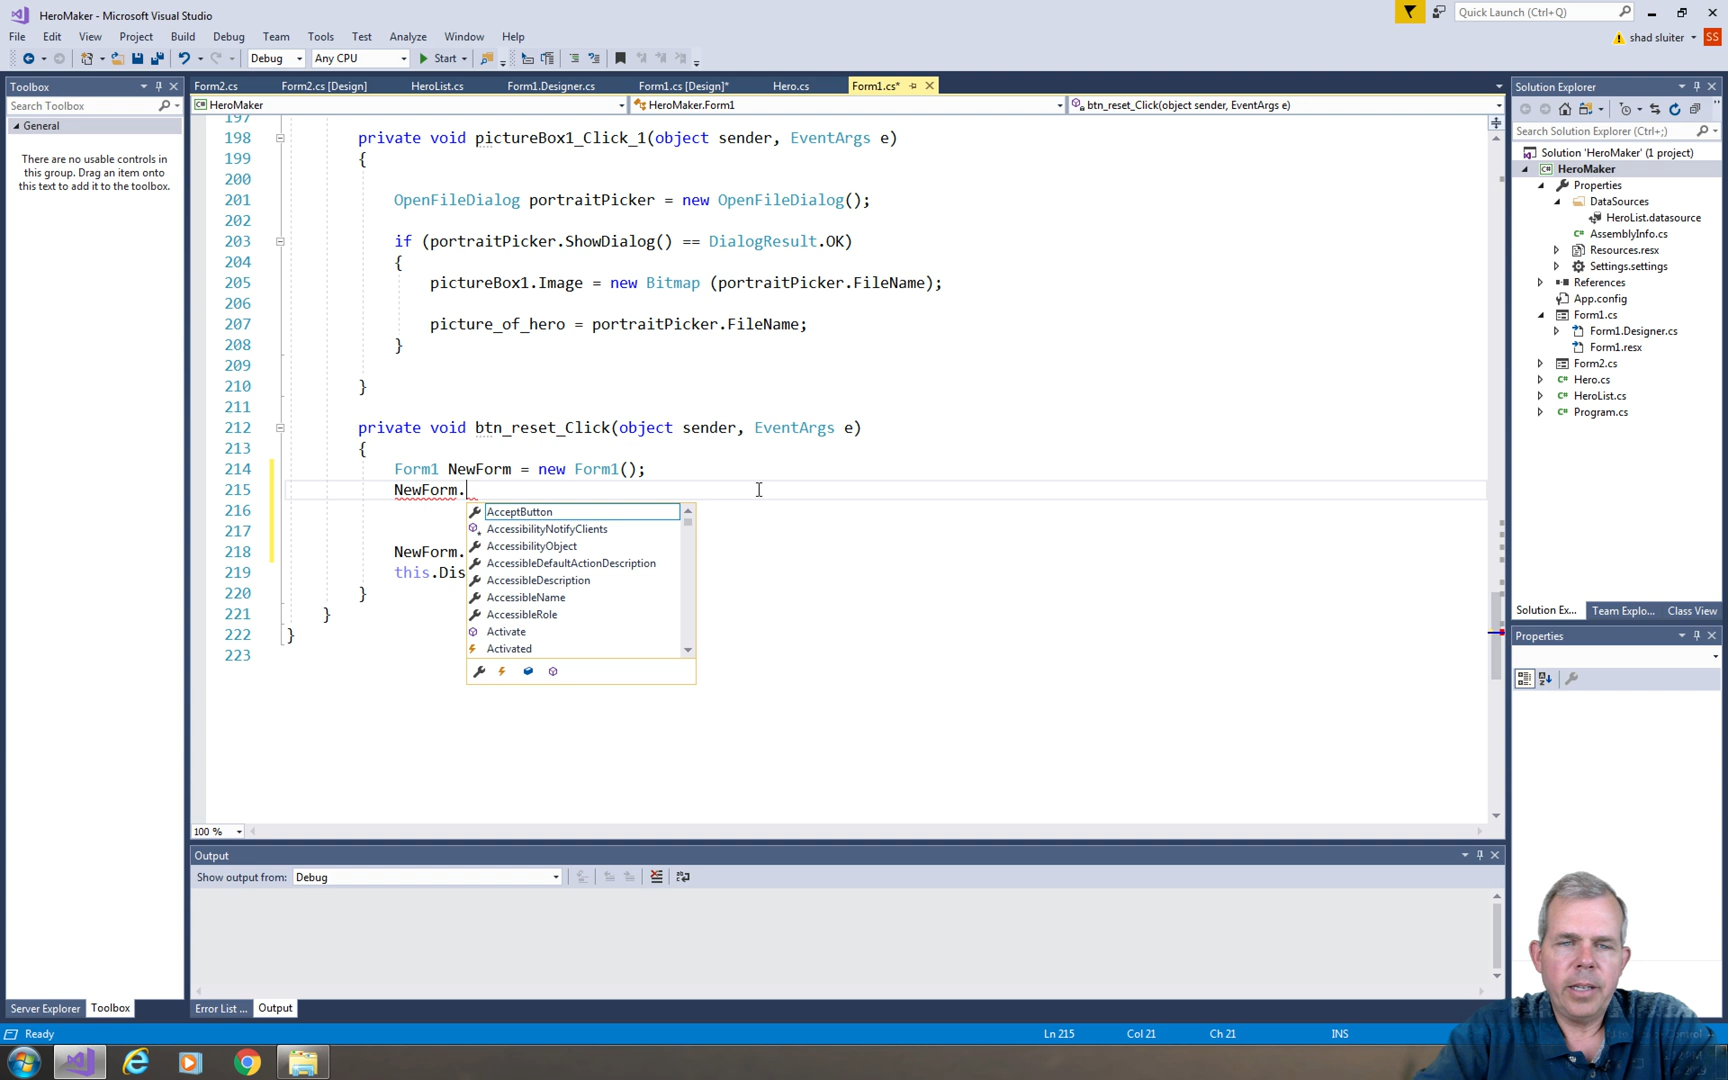 HeroMaker - Microsoft Visual Studio
Quick Launch (Ctrl+Q)
File Edit View Project Build Debug Team Tools Test Analyze Window Help
shad sluiter SS
Debug Any CPU Start
Toolbox
Form2.cs Form2.cs [Design] HeroList.cs Form1.Designer.cs Form1.cs [Design]* Hero.cs Form1.cs*
Solution Explorer
Search Toolbox
HeroMaker HeroMaker.Form1 btn_reset_Click(object sender, EventArgs e)
General
There are no usable controls in
this group. Drag an item onto
this text to add it to the toolbox.
197
198 private void pictureBox1_Click_1(object sender, EventArgs e)
199 {
200
201 OpenFileDialog portraitPicker = new OpenFileDialog();
202
203 if (portraitPicker.ShowDialog() == DialogResult.OK)
204 {
205 pictureBox1.Image = new Bitmap (portraitPicker.FileName);
206
207 picture_of_hero = portraitPicker.FileName;
208 }
209
210 }
211
212 private void btn_reset_Click(object sender, EventArgs e)
213 {
214 Form1 NewForm = new Form1();
215 NewForm.
216
217
218 NewForm.
219 this.Dis
220 }
221 }
222 }
223
AcceptButton
AccessibilityNotifyClients
AccessibilityObject
AccessibleDefaultActionDescription
AccessibleDescription
AccessibleName
AccessibleRole
Activate
Activated
Search Solution Explorer (Ctrl+;)
Solution 'HeroMaker' (1 project)
HeroMaker
Properties
DataSources
HeroList.datasource
AssemblyInfo.cs
Resources.resx
Settings.settings
References
App.config
Form1.cs
Form1.Designer.cs
Form1.resx
Form2.cs
Hero.cs
HeroList.cs
Program.cs
Solution Ex... Team Explo... Class View
Properties
100 %
Output
Show output from: Debug
Server Explorer Toolbox
Error List ... Output
Ready Ln 215 Col 21 Ch 21 INS